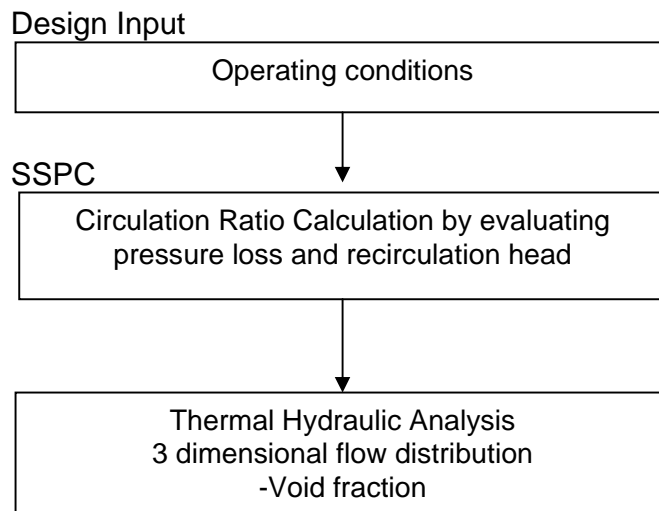 Design Input
Operating conditions
SSPC
Circulation Ratio Calculation by evaluating
pressure loss and recirculation head
Thermal Hydraulic Analysis
3 dimensional flow distribution
-Void fraction